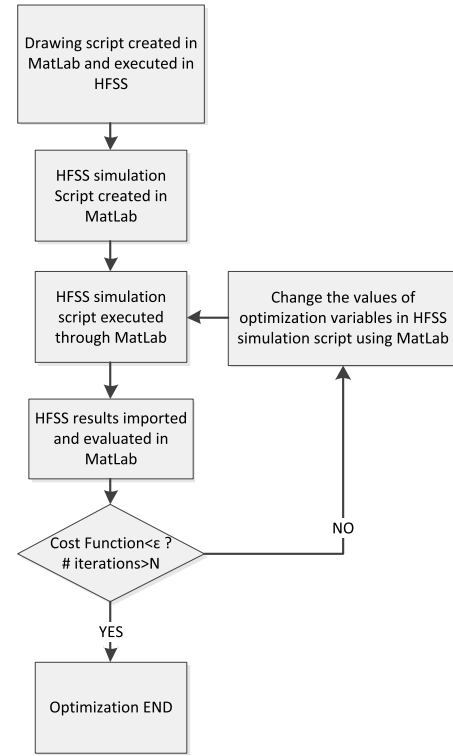 Drawing script created in
MatLab and executed in
HFSS
HFSS simulation
Script created in
MatLab
HFSS simulation
script executed
through MatLab
Change the values of
optimization variables in HFSS
simulation script using MatLab
HFSS results imported
and evaluated in
MatLab
Cost Function<ε ?
# iterations>N
NO
YES
Optimization END